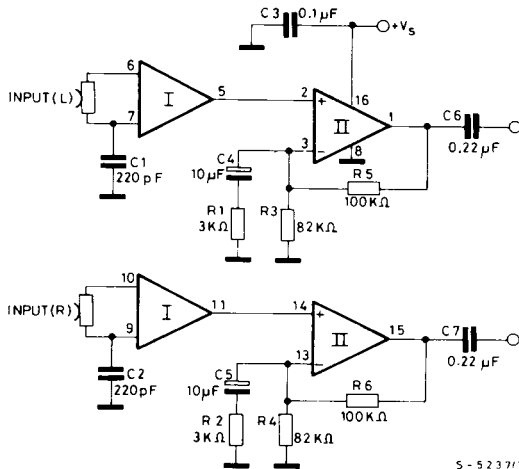 C3 0.1µF
+Vs
INPUT(L)
6
7
I
5
2
+
16
II
1
3
−
8
C6
0.22µF
C1
220pF
C4
10µF
R1
3KΩ
R3
82KΩ
R5
100KΩ
INPUT(R)
10
9
I
11
14
+
II
15
13
−
C7
0.22µF
C2
220pF
C5
10µF
R2
3KΩ
R4
82KΩ
R6
100KΩ